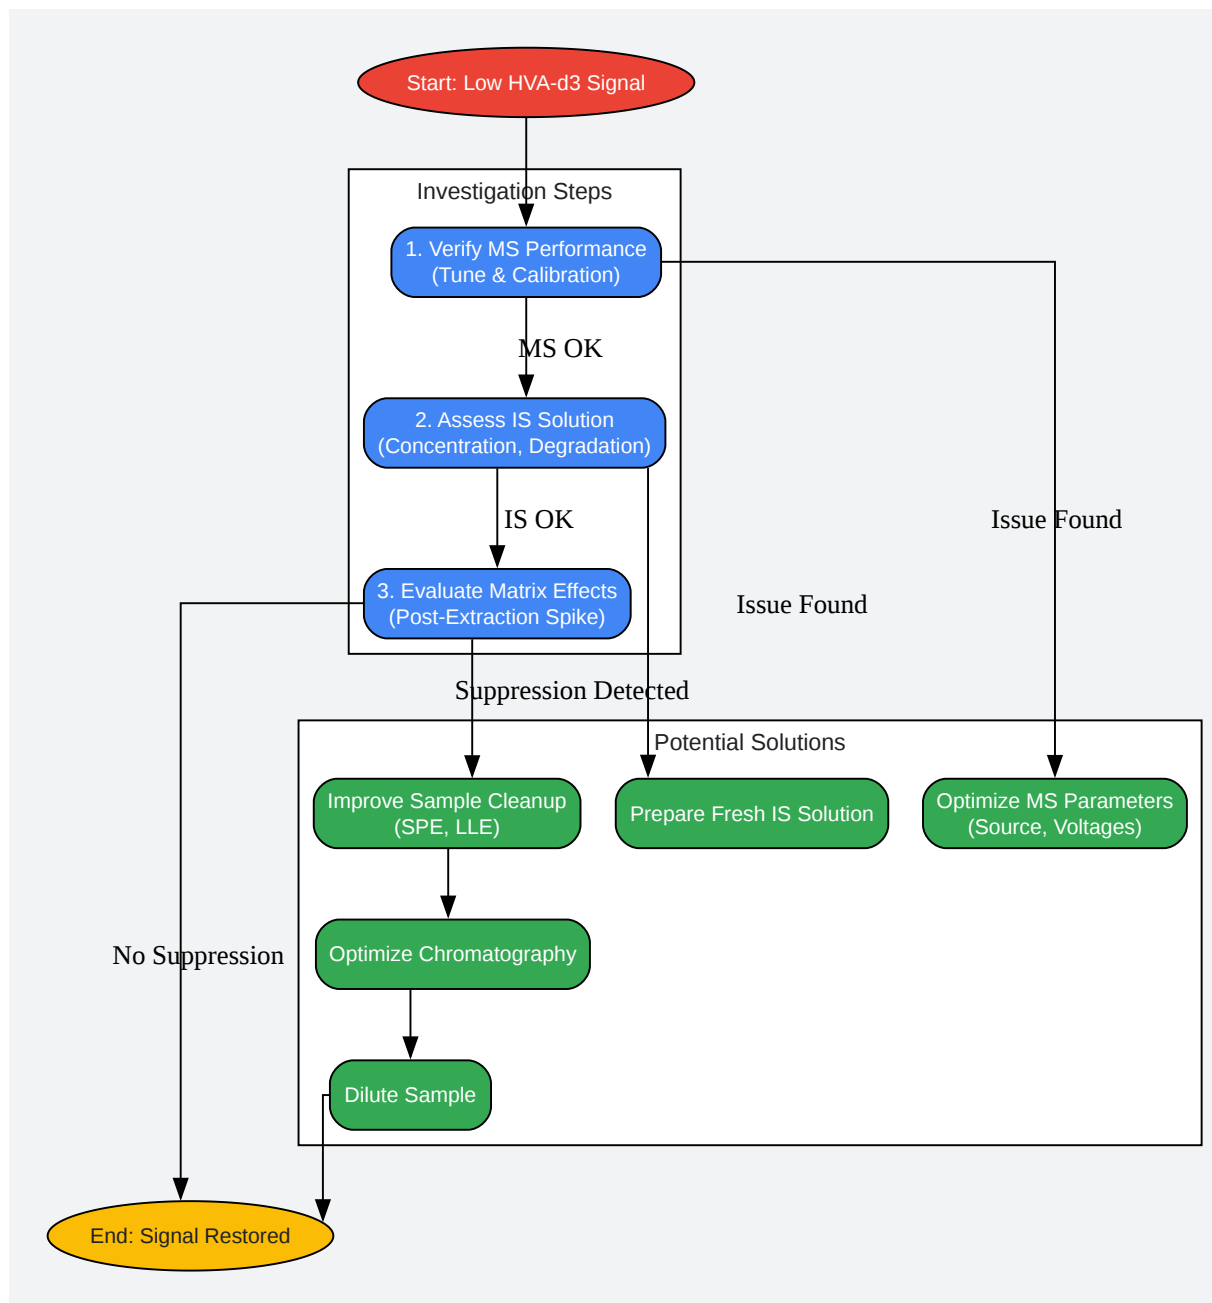 Start: Low HVA-d3 Signal
Investigation Steps
1. Verify MS Performance
(Tune & Calibration)
MS OK
2. Assess IS Solution
(Concentration, Degradation)
IS OK
Issue Found
3. Evaluate Matrix Effects
(Post-Extraction Spike)
Issue Found
Suppression Detected
Potential Solutions
Improve Sample Cleanup
(SPE, LLE)
Prepare Fresh IS Solution
Optimize MS Parameters
(Source, Voltages)
No Suppression
Optimize Chromatography
Dilute Sample
End: Signal Restored